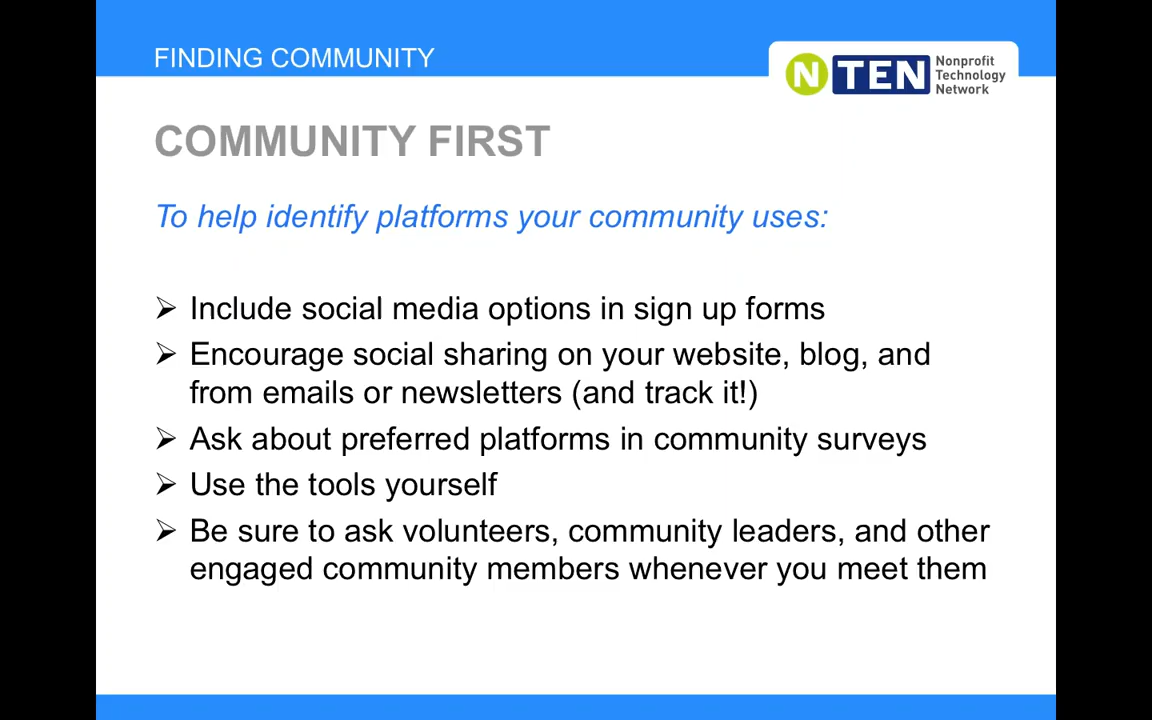 FINDING COMMUNITY
N TEN
Nonprofit
Technology
Network
COMMUNITY FIRST
To help identify platforms your community uses:
➢ Include social media options in sign up forms
➢ Encourage social sharing on your website, blog, and
from emails or newsletters (and track it!)
➢ Ask about preferred platforms in community surveys
➢ Use the tools yourself
➢ Be sure to ask volunteers, community leaders, and other
engaged community members whenever you meet them